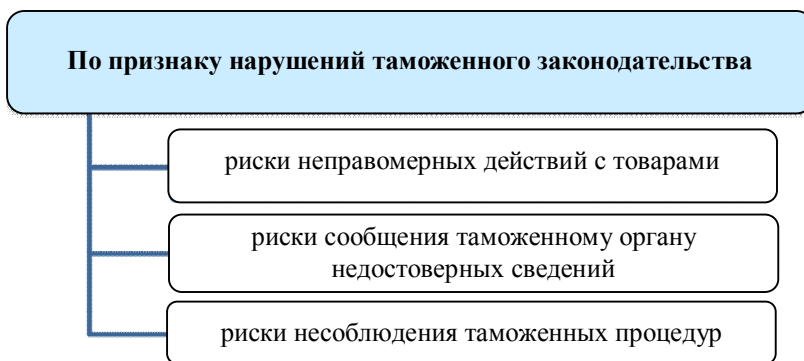 По признаку нарушений таможенного законодательства
риски неправомерных действий с товарами
риски сообщения таможенному органу
недостоверных сведений
риски несоблюдения таможенных процедур